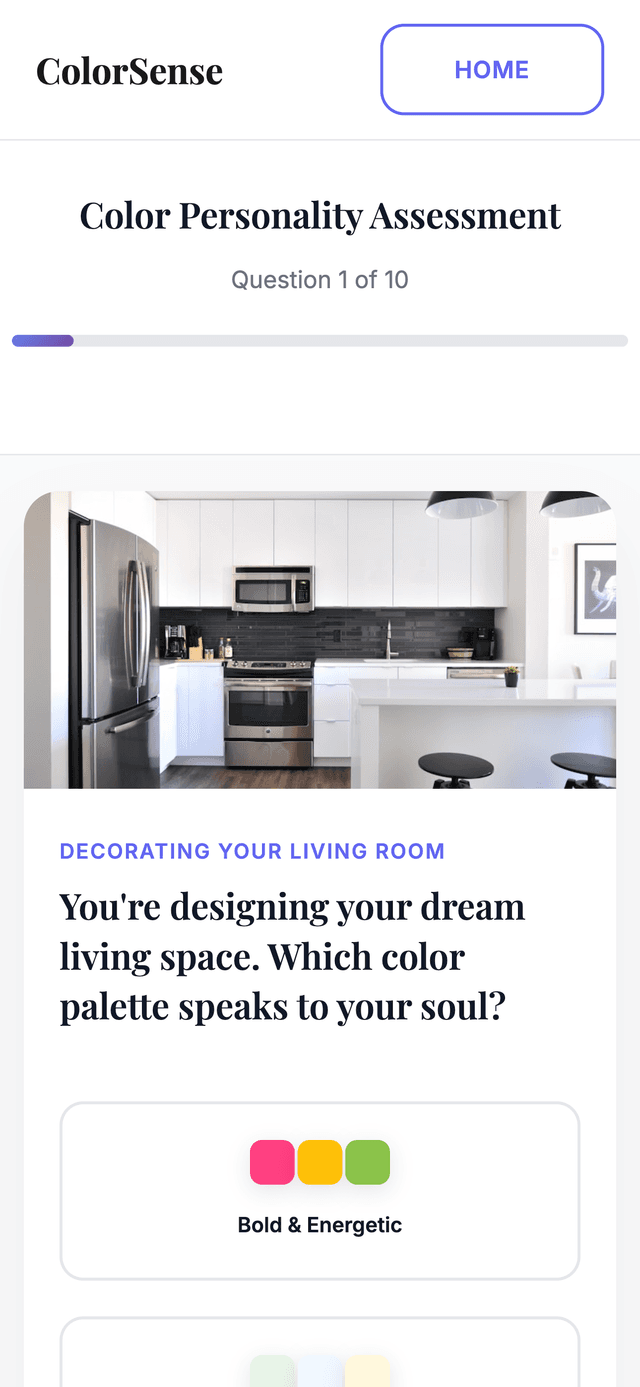 ColorSense
HOME
Color Personality Assessment
Question 1 of 10
DECORATING YOUR LIVING ROOM
You're designing your dream
living space. Which color
palette speaks to your soul?
Bold & Energetic